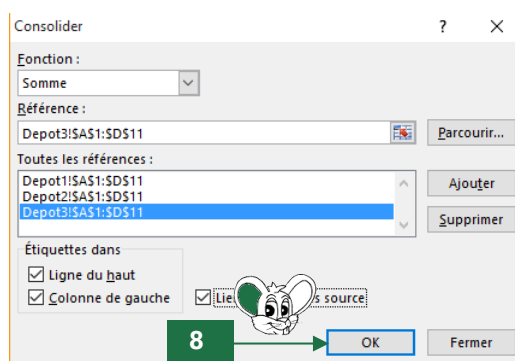 Consolider ? ×
Fonction :
Somme
Référence :
Depot3!$A$1:$D$11 Parcourir...
Toutes les références :
Depot1!$A$1:$D$11
Depot2!$A$1:$D$11
Depot3!$A$1:$D$11
Ajouter
Supprimer
Étiquettes dans
Ligne du haut
Colonne de gauche Lie s source
8 OK Fermer